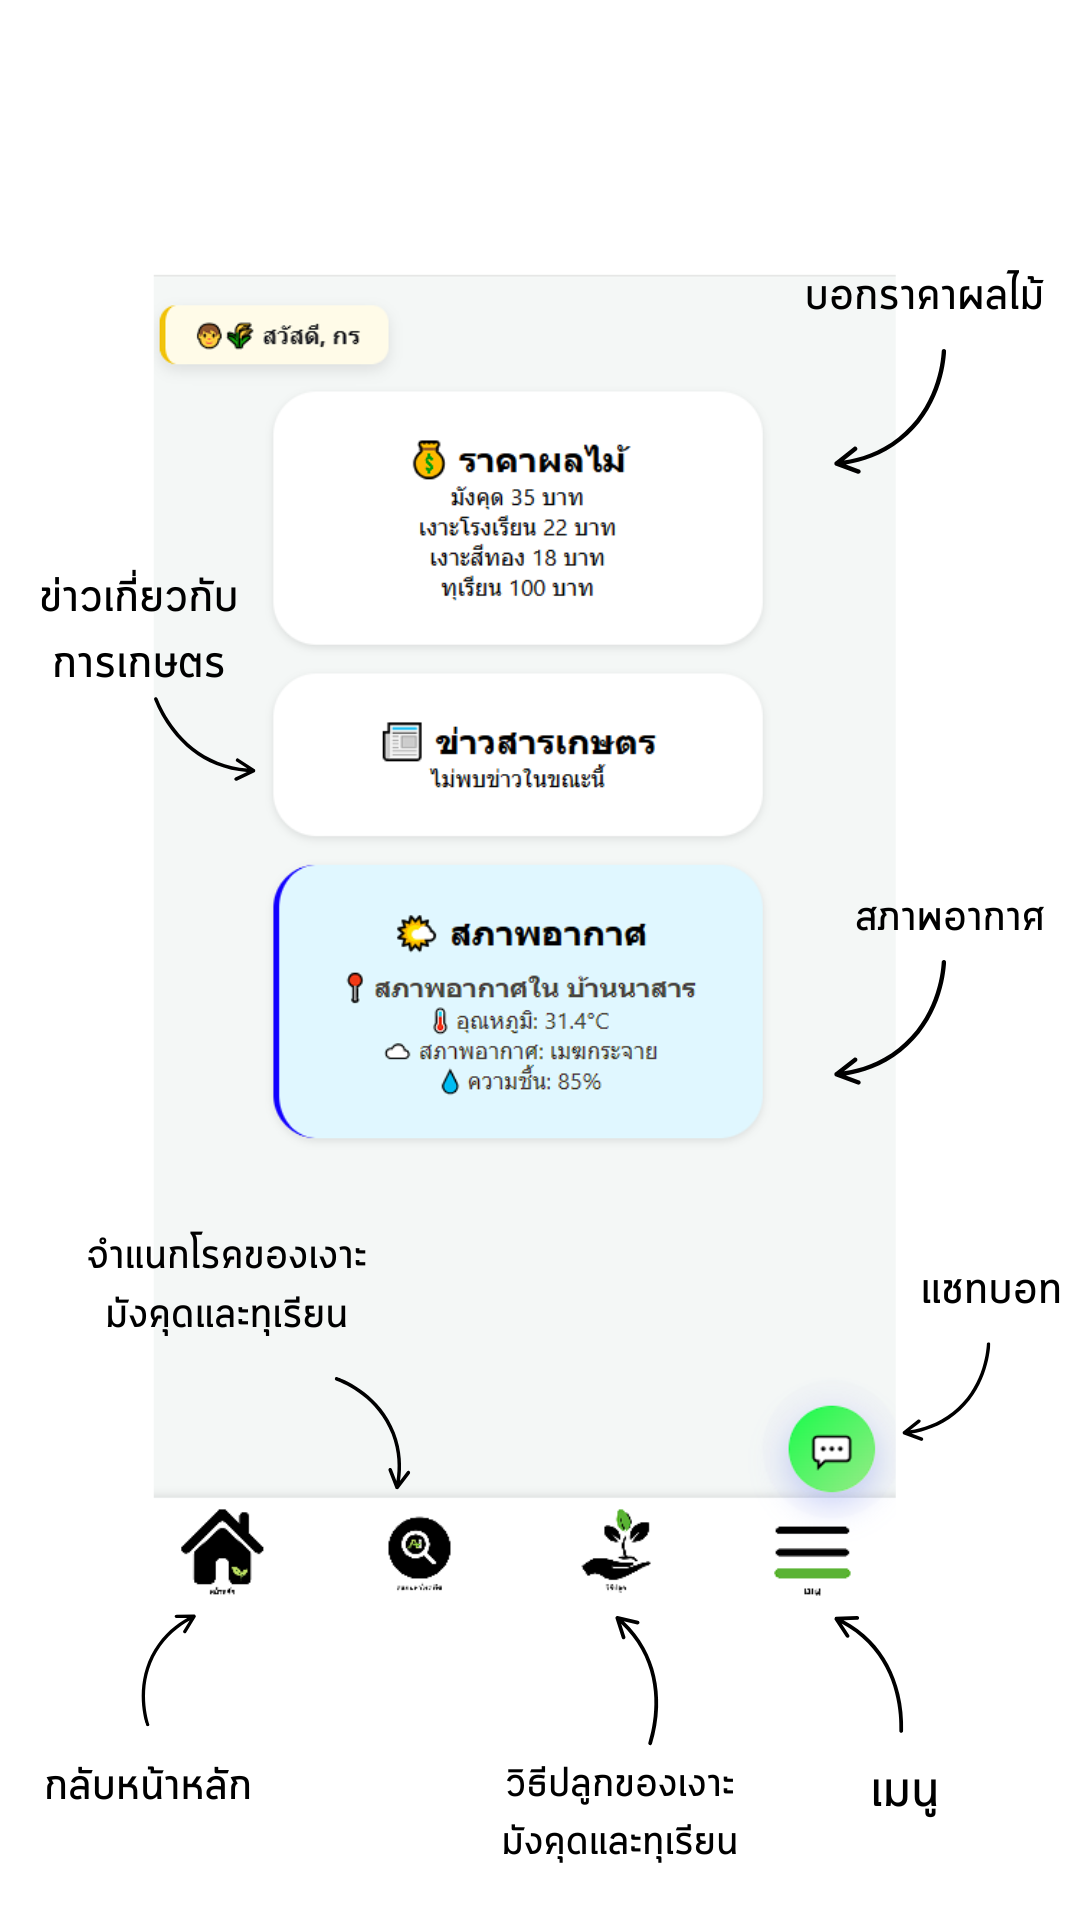 บอกราคาผลไม้
สวัสดี, กร
ราคาผลไม้
มังคุด 35 บาท
เงาะโรงเรียน 22 บาท
เงาะสีทอง 18 บาท
ทุเรียน 100 บาท
ข่าวเกี่ยวกับ
การเกษตร
ข่าวสารเกษตร
ไม่พบข่าวในขณะนี้
สภาพอากาศ
สภาพอากาศ
สภาพอากาศใน บ้านนาสาร
อุณหภูมิ: 31.4°C
สภาพอากาศ: เมฆกระจาย
ความชื้น: 85%
จำแนกโรคของเงาะ
มังคุดและทุเรียน
แชทบอท
AI
เมนู
กลับหน้าหลัก
วิธีปลูกของเงาะ
มังคุดและทุเรียน
เมนู